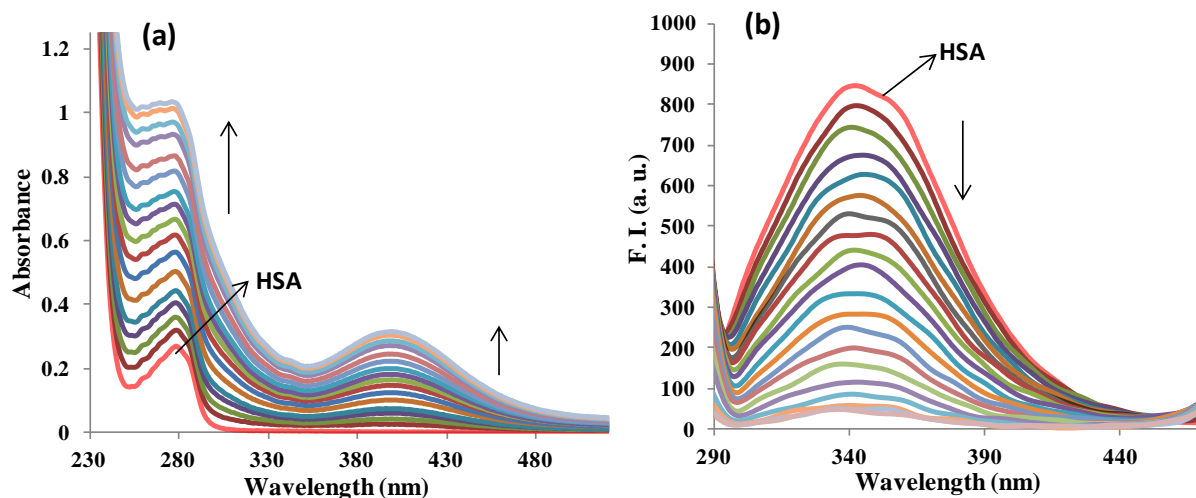 (a)
1.2
1
0.8
0.6
0.4
0.2
0
Absorbance
HSA
230 280 330 380 430 480
Wavelength (nm)
(b)
1000
900
800
700
600
500
400
300
200
100
0
F. I. (a. u.)
HSA
290 340 390 440
Wavelength (nm)